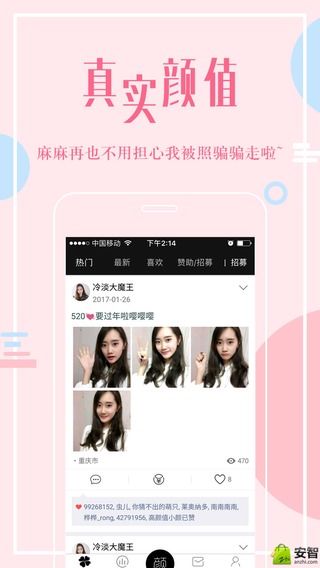 真实颜值
麻麻再也不用担心我被照骗骗走啦~
中国移动 下午2:14
热门 最新 喜欢 赞助/招募 | 招募
冷淡大魔王
2017-01-26
520❤要过年啦嘤嘤嘤
重庆市 470
99268152, 虫儿, 你猜不出的萌只, 莱奥纳多, 南南南南,
桦桦_rong, 42791956, 高颜值小颜已赞
冷淡大魔王
颜
安智
anzhi.com